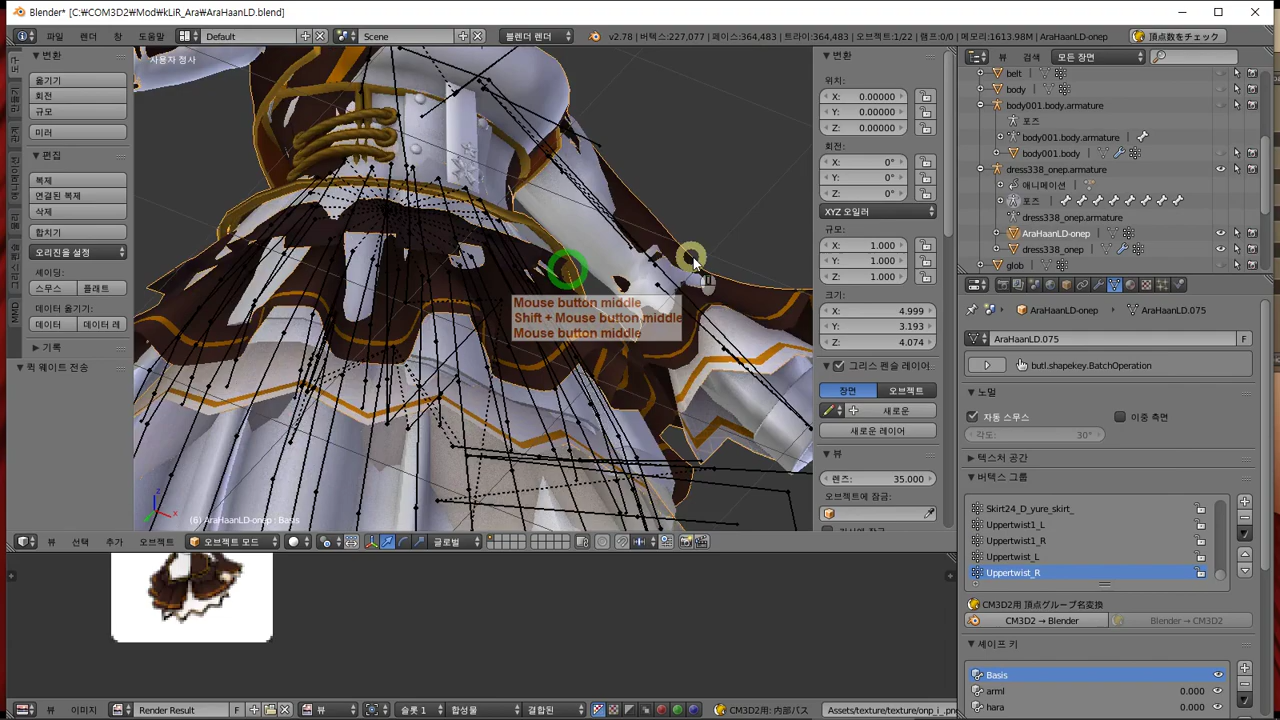 Blender* [C:₩COM3D2₩Mod₩kLiR_Ara₩AraHaanLD.blend]
파일 렌더 창 도움말 Default Scene 블렌더 렌더 v2.78 | 버텍스:227,077 | 페이스:364,483 | 트라이:364,483 | 오브젝트:1/22 | 램프:0/0 | 메모리:1613.98M | AraHaanLD-onep 頂点数をチェック
변환
옮기기
회전
규모
미러
편집
복제
연결된 복제
삭제
합치기
오리진을 설정
셰이딩:
스무스 플래트
데이터 옮기기:
데이터 데이터 레
기록
퀵 웨이트 전송
MMD
사용자 정사
Mouse button middle
Shift + Mouse button middle
Mouse button middle
(6) AraHaanLD-onep : Basis
변환
위치:
X: 0.00000
Y: 0.00000
Z: 0.00000
회전:
X: 0°
Y: 0°
Z: 0°
XYZ 오일러
규모:
X: 1.000
Y: 1.000
Z: 1.000
크기:
X: 4.999
Y: 3.193
Z: 4.074
그리스 펜슬 레이어
장면 오브젝트
새로운
새로운 레이어
뷰
렌즈: 35.000
오브젝트에 잠금:
뷰 선택 추가 오브젝트 오브젝트 모드 글로벌
뷰 이미지 Render Result F 뷰 슬롯 1 합성물 결합된 CM3D2用: 内部パス Assets/texture/texture/onp_i_.png
뷰 검색 모든 장면
belt
body
body001.body.armature
포즈
body001.body.armature
body001.body
dress338_onep.armature
애니메이션
포즈
dress338_onep.armature
AraHaanLD-onep
dress338_onep
glob
AraHaanLD-onep AraHaanLD.075
AraHaanLD.075 F
butl.shapekey.BatchOperation
노멀
자동 스무스 이중 측면
각도: 30°
텍스처 공간
버텍스 그룹
Skirt24_D_yure_skirt_
Uppertwist1_L
Uppertwist1_R
Uppertwist_L
Uppertwist_R
CM3D2用 頂点グループ名変換
CM3D2 → Blender Blender → CM3D2
셰이프 키
Basis
arml 0.000
hara 0.000